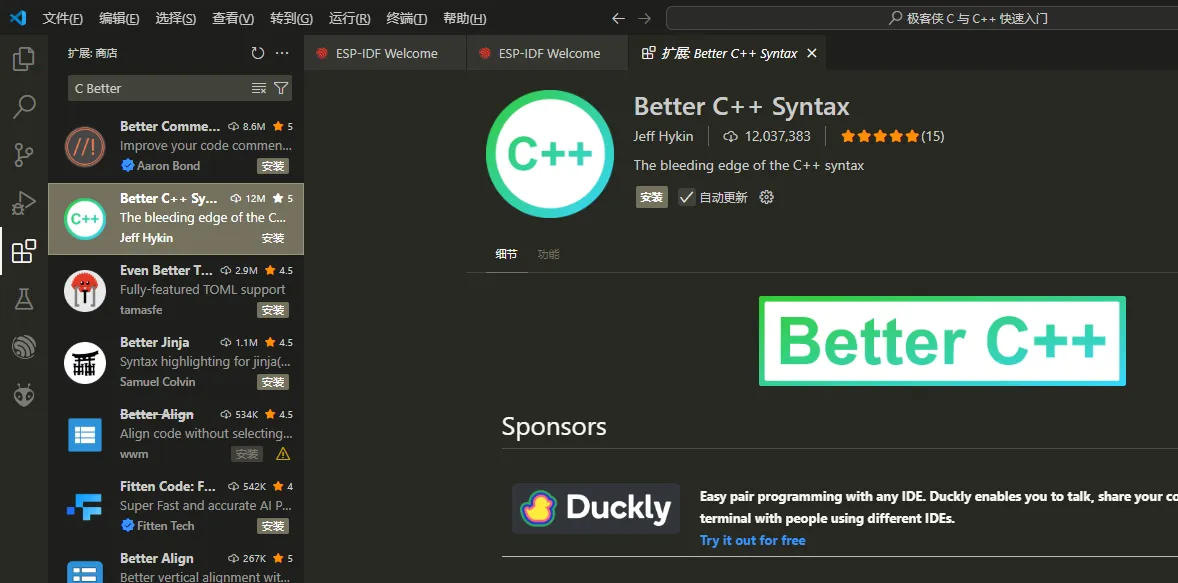 文件(F) 编辑(E) 选择(S) 查看(V) 转到(G) 运行(R) 终端(T) 帮助(H) 极客侠 C 与 C++ 快速入门
扩展: 商店
ESP-IDF Welcome
ESP-IDF Welcome
扩展: Better C++ Syntax
C Better
Better Comme... 8.6M 5
Improve your code commen...
Aaron Bond 安装
Better C++ Sy... 12M 5
The bleeding edge of the C...
Jeff Hykin 安装
Even Better T... 2.9M 4.5
Fully-featured TOML support
tamasfe 安装
Better Jinja 1.1M 4.5
Syntax highlighting for jinja(...
Samuel Colvin 安装
Better Align 534K 4.5
Align code without selecting...
wwm 安装
Fitten Code: F... 542K 4
Super Fast and accurate AI P...
Fitten Tech 安装
Better Align 267K 5
Better vertical alignment wit...
C++
C++
Better C++ Syntax
Jeff Hykin 12,037,383 (15)
The bleeding edge of the C++ syntax
安装 自动更新
细节 功能
Better C++
Sponsors
Duckly
Easy pair programming with any IDE. Duckly enables you to talk, share your co
terminal with people using different IDEs.
Try it out for free